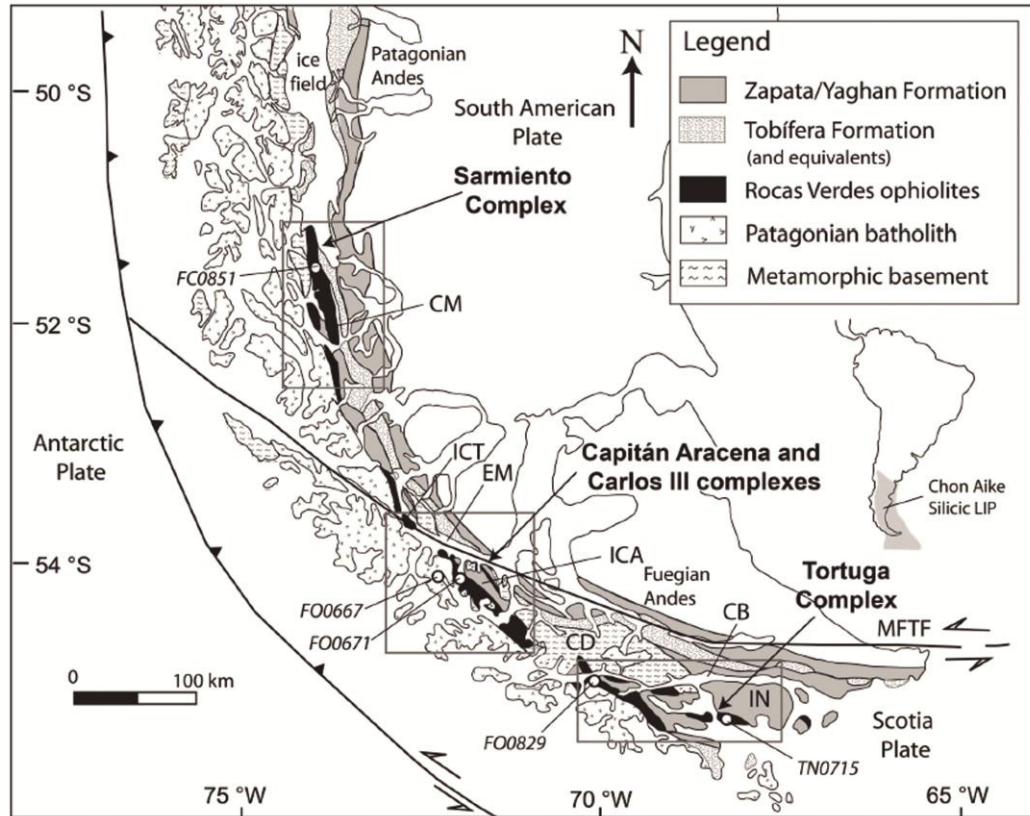 50 °S
52 °S
54 °S
75 °W
70 °W
65 °W
ice
field
Patagonian
Andes
South American
Plate
N
Legend
Zapata/Yaghan Formation
Tobífera Formation
(and equivalents)
Rocas Verdes ophiolites
Patagonian batholith
Metamorphic basement
Sarmiento
Complex
FC0851
CM
Antarctic
Plate
ICT
EM
Capitán Aracena and
Carlos III complexes
Chon Aike
Silicic LIP
ICA
Fuegian
Andes
Tortuga
Complex
FO0667
FO0671
CB
MFTF
CD
IN
0
100 km
FO0829
TN0715
Scotia
Plate